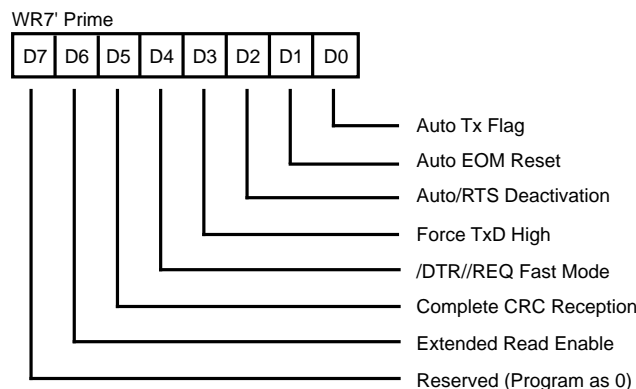 WR7' Prime
D7 D6 D5 D4 D3 D2 D1 D0
Auto Tx Flag
Auto EOM Reset
Auto/RTS Deactivation
Force TxD High
/DTR//REQ Fast Mode
Complete CRC Reception
Extended Read Enable
Reserved (Program as 0)